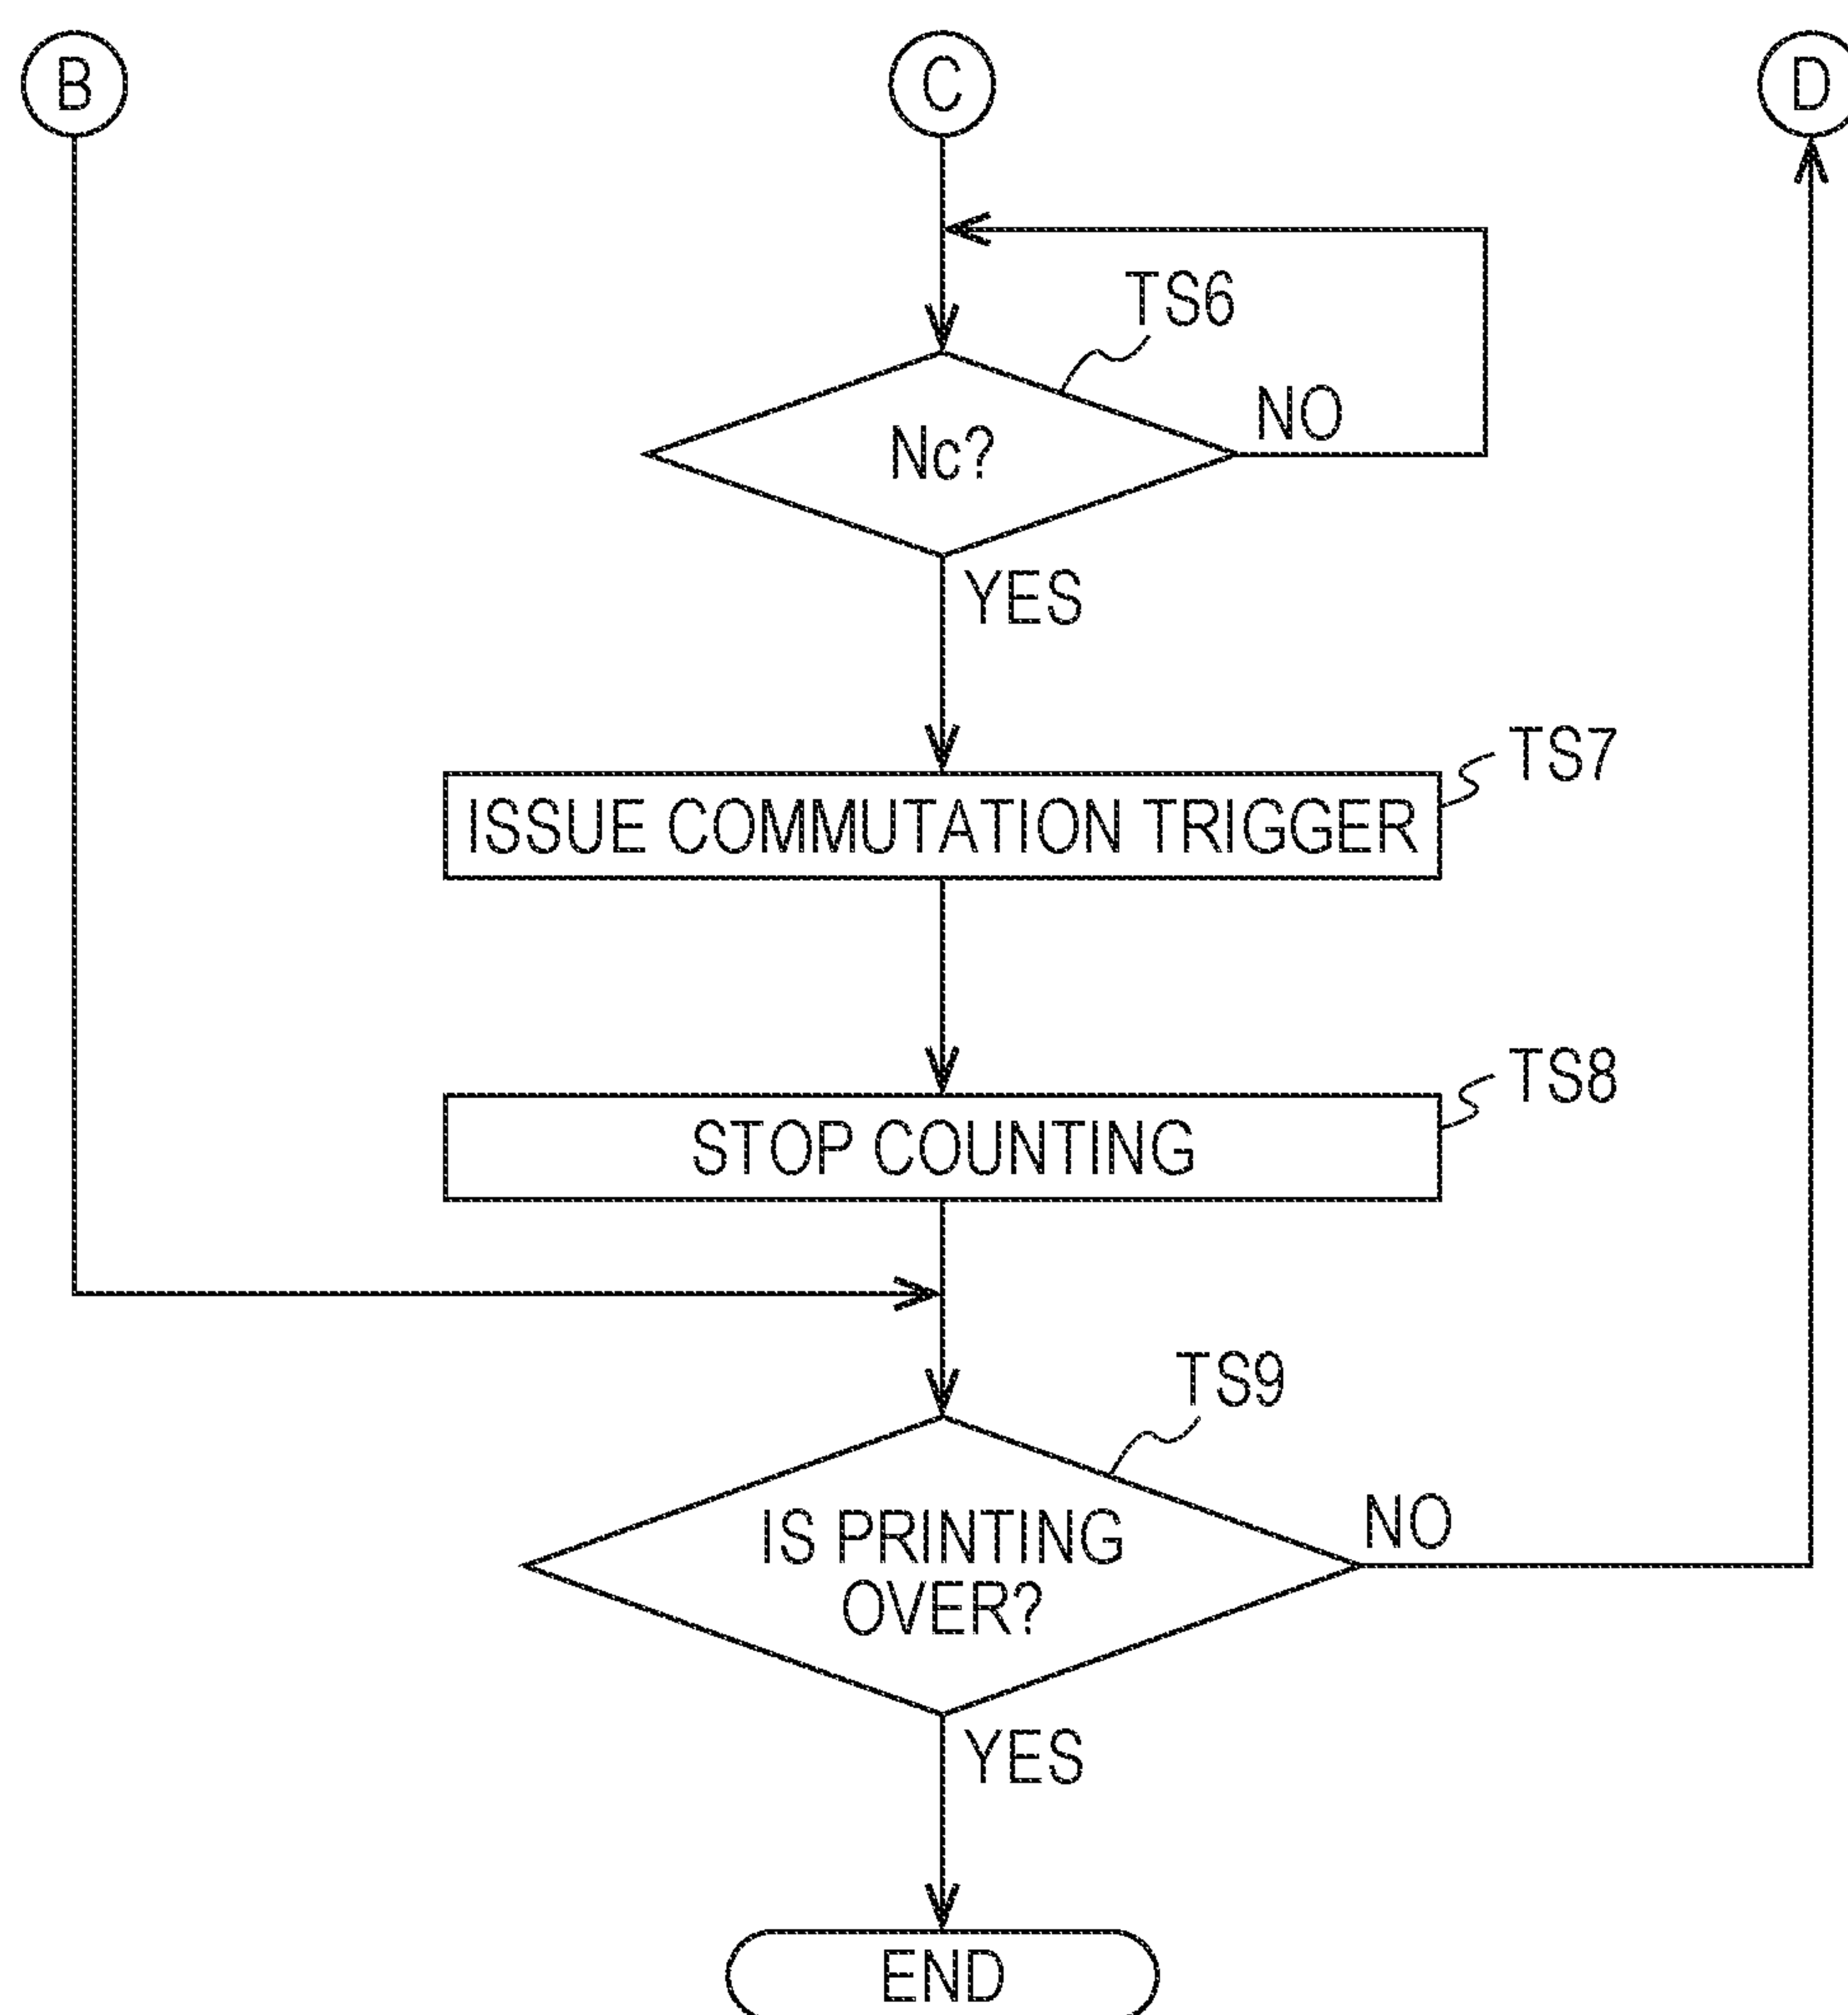 B
C
D
TS6
Nc?
NO
YES
TS7
ISSUE COMMUTATION TRIGGER
TS8
STOP COUNTING
TS9
IS PRINTING
OVER?
NO
YES
END